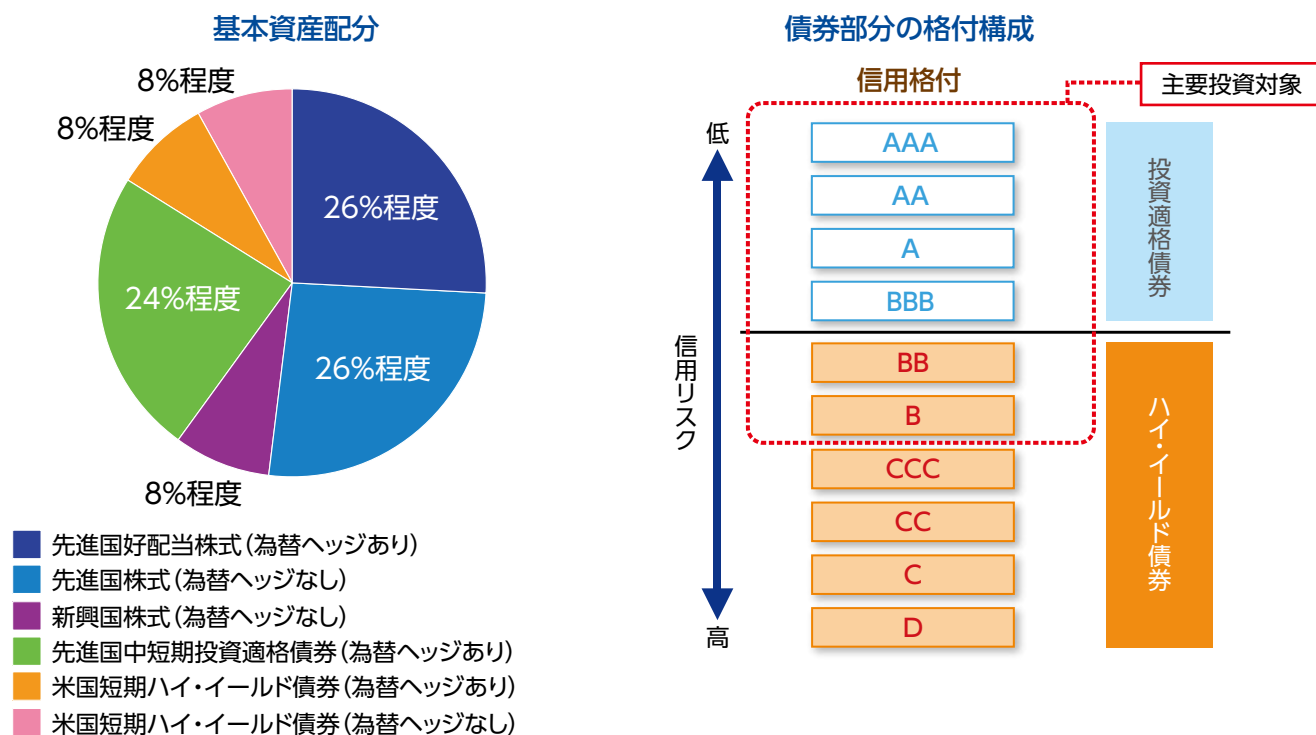 基本資産配分
8%程度
8%程度
26%程度
24%程度
26%程度
8%程度
先進国好配当株式(為替ヘッジあり)
先進国株式(為替ヘッジなし)
新興国株式(為替ヘッジなし)
先進国中短期投資適格債券(為替ヘッジあり)
米国短期ハイ・イールド債券(為替ヘッジあり)
米国短期ハイ・イールド債券(為替ヘッジなし)
債券部分の格付構成
信用格付
主要投資対象
低
信用リスク
高
AAA
AA
A
BBB
BB
B
CCC
CC
C
D
投資適格債券
ハイ・イールド債券